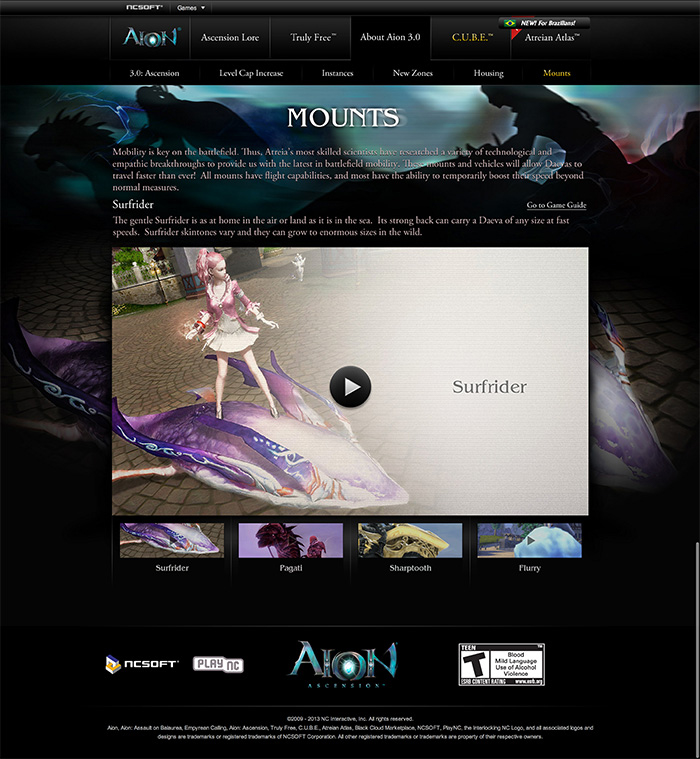 NCSOFT Games
NEW! For Brazilians!
AION Ascension Lore Truly Free™ About Aion 3.0 C.U.B.E.™ Atreian Atlas™
3.0: Ascension Level Cap Increase Instances New Zones Housing Mounts
MOUNTS
Mobility is key on the battlefield. Thus, Atreia's most skilled scientists have researched a variety of technological and
empathic breakthroughs to provide us with the latest in battlefield mobility. These mounts and vehicles will allow Daevas to
travel faster than ever! All mounts have flight capabilities, and most have the ability to temporarily boost their speed beyond
normal measures.
Surfrider Go to Game Guide
The gentle Surfrider is as at home in the air or land as it is in the sea. Its strong back can carry a Daeva of any size at fast
speeds. Surfrider skintones vary and they can grow to enormous sizes in the wild.
Surfrider
Surfrider Pagati Sharptooth Flurry
NCSOFT PLAY NC AION
ASCENSION
TEEN
T
Blood
Mild Language
Use of Alcohol
Violence
ESRB CONTENT RATING www.esrb.org
©2009 - 2013 NC Interactive, Inc. All rights reserved.
Aion, Aion: Assault on Balaurea, Empyrean Calling, Aion: Ascension, Truly Free, C.U.B.E., Atreian Atlas, Black Cloud Marketplace, NCSOFT, PlayNC, the Interlocking NC Logo, and all associated logos and
designs are trademarks or registered trademarks of NCSOFT Corporation. All other registered trademarks or trademarks are property of their respective owners.